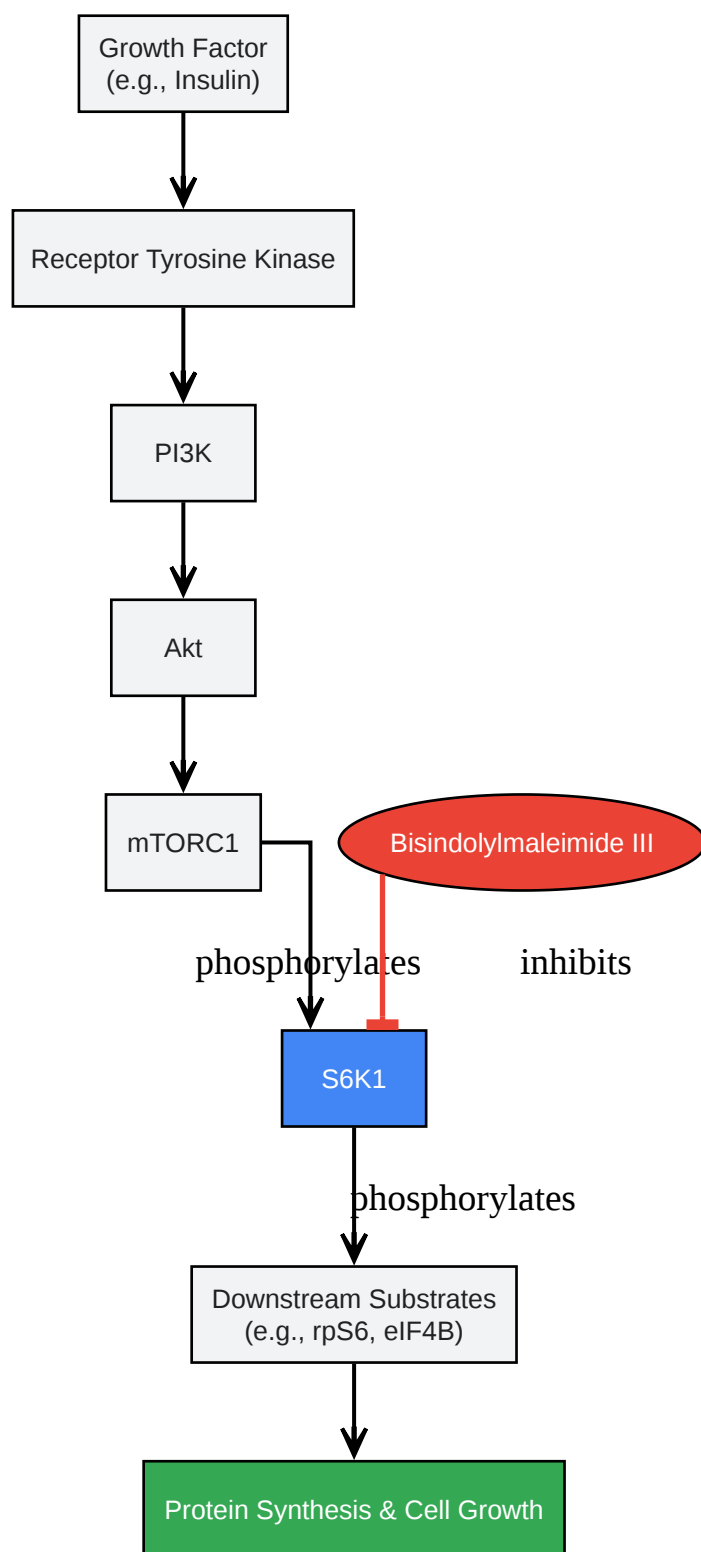 Growth Factor
(e.g., Insulin)
Receptor Tyrosine Kinase
PI3K
Akt
mTORC1
Bisindolylmaleimide III
phosphorylates
inhibits
S6K1
phosphorylates
Downstream Substrates
(e.g., rpS6, eIF4B)
Protein Synthesis & Cell Growth